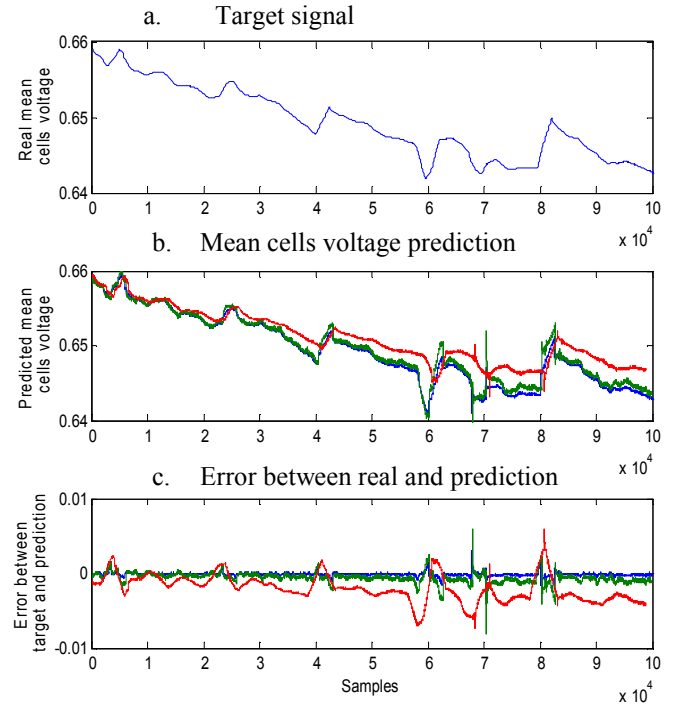 a. Target signal
0.66
0.65
0.64
Real mean
cells voltage
0 1 2 3 4 5 6 7 8 9 10
x 10^4
b. Mean cells voltage prediction
0.66
0.65
0.64
Predicted mean
cells voltage
0 1 2 3 4 5 6 7 8 9 10
x 10^4
c. Error between real and prediction
0.01
0
-0.01
Error between
target and prediction
0 1 2 3 4 5 6 7 8 9 10
Samples
x 10^4